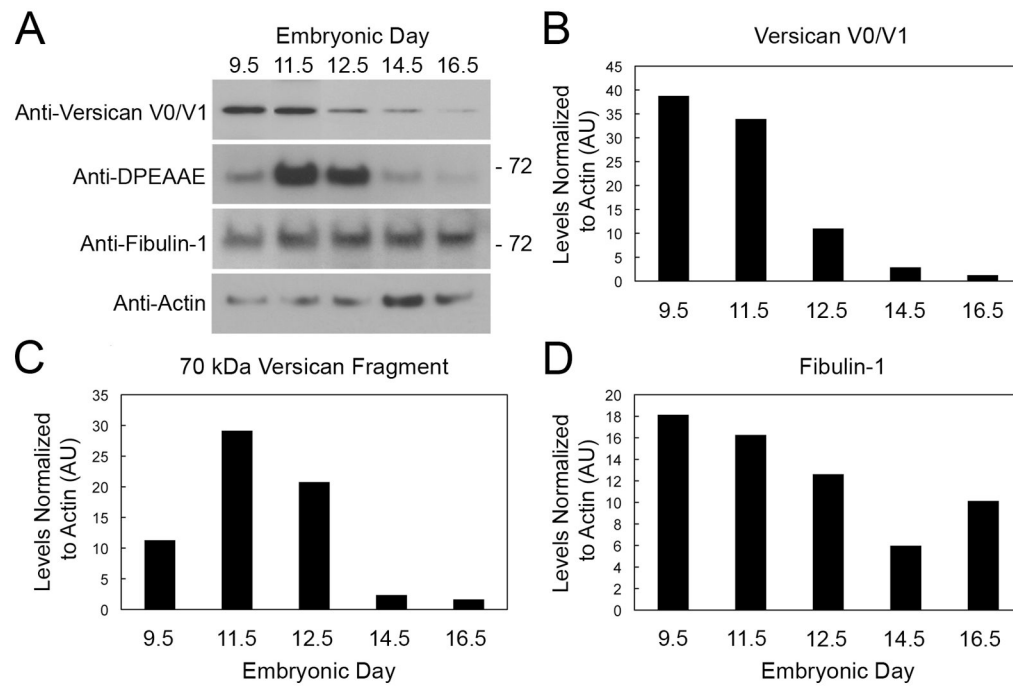 A
Embryonic Day
9.5 11.5 12.5 14.5 16.5
Anti-Versican V0/V1
Anti-DPEAAE
- 72
Anti-Fibulin-1
- 72
Anti-Actin
B
Versican V0/V1
Levels Normalized
to Actin (AU)
45
40
35
30
25
20
15
10
5
0
9.5 11.5 12.5 14.5 16.5
C
70 kDa Versican Fragment
Levels Normalized
to Actin (AU)
35
30
25
20
15
10
5
0
9.5 11.5 12.5 14.5 16.5
Embryonic Day
D
Fibulin-1
Levels Normalized
to Actin (AU)
20
18
16
14
12
10
8
6
4
2
0
9.5 11.5 12.5 14.5 16.5
Embryonic Day